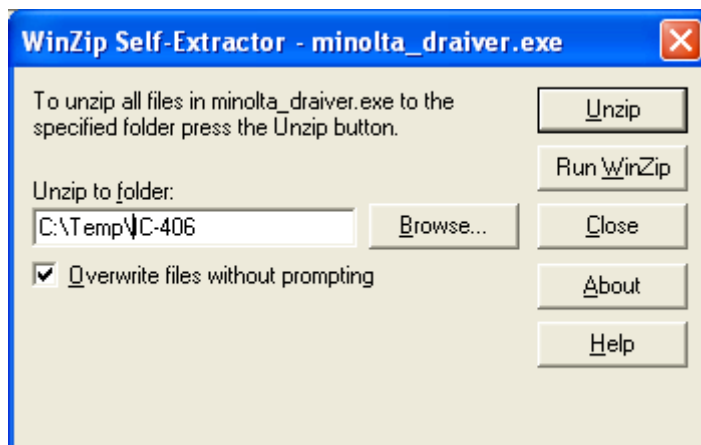 WinZip Self-Extractor - minolta_draiver.exe
To unzip all files in minolta_draiver.exe to the
specified folder press the Unzip button.
Unzip to folder:
C:\Temp\IC-406
Browse...
Overwrite files without prompting
Unzip
Run WinZip
Close
About
Help